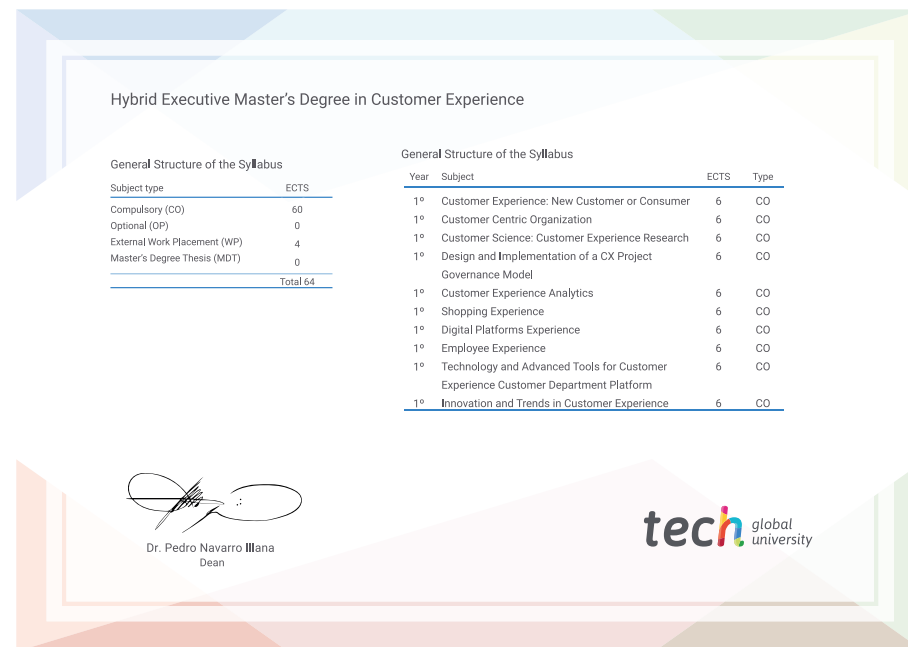 Hybrid Executive Master's Degree in Customer Experience
General Structure of the Syllabus
Subject type ECTS
Compulsory (CO) 60
Optional (OP) 0
External Work Placement (WP) 4
Master's Degree Thesis (MDT) 0
Total 64
General Structure of the Syllabus
Year Subject ECTS Type
1º Customer Experience: New Customer or Consumer 6 CO
1º Customer Centric Organization 6 CO
1º Customer Science: Customer Experience Research 6 CO
1º Design and Implementation of a CX Project 6 CO
Governance Model
1º Customer Experience Analytics 6 CO
1º Shopping Experience 6 CO
1º Digital Platforms Experience 6 CO
1º Employee Experience 6 CO
1º Technology and Advanced Tools for Customer 6 CO
Experience Customer Department Platform
1º Innovation and Trends in Customer Experience 6 CO
Dr. Pedro Navarro Illana
Dean
tech global
university